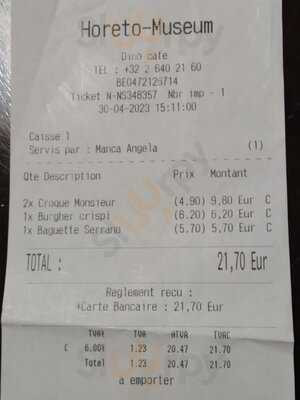 Horeto-Museum
Dino cafe
TEL : +32 2 640 21 60
BE0472128714
Ticket N-NS348357 Nbr imp - 1
30-04-2023 15:11:00
Caisse 1
Servis par : Manca Angela (1)
Qte Description Prix Montant
2x Croque Monsieur (4.90) 9,80 Eur C
1x Burgher crispi (6.20) 6,20 Eur C
1x Baguette Serrano (5.70) 5,70 Eur C
TOTAL : 21,70 Eur
Reglement recu :
+Carte Bancaire : 21,70 Eur
TVA% TVA HTVA TVAC
C 6.00% 1.23 20.47 21.70
Total 1.23 20.47 21.70
a emporter